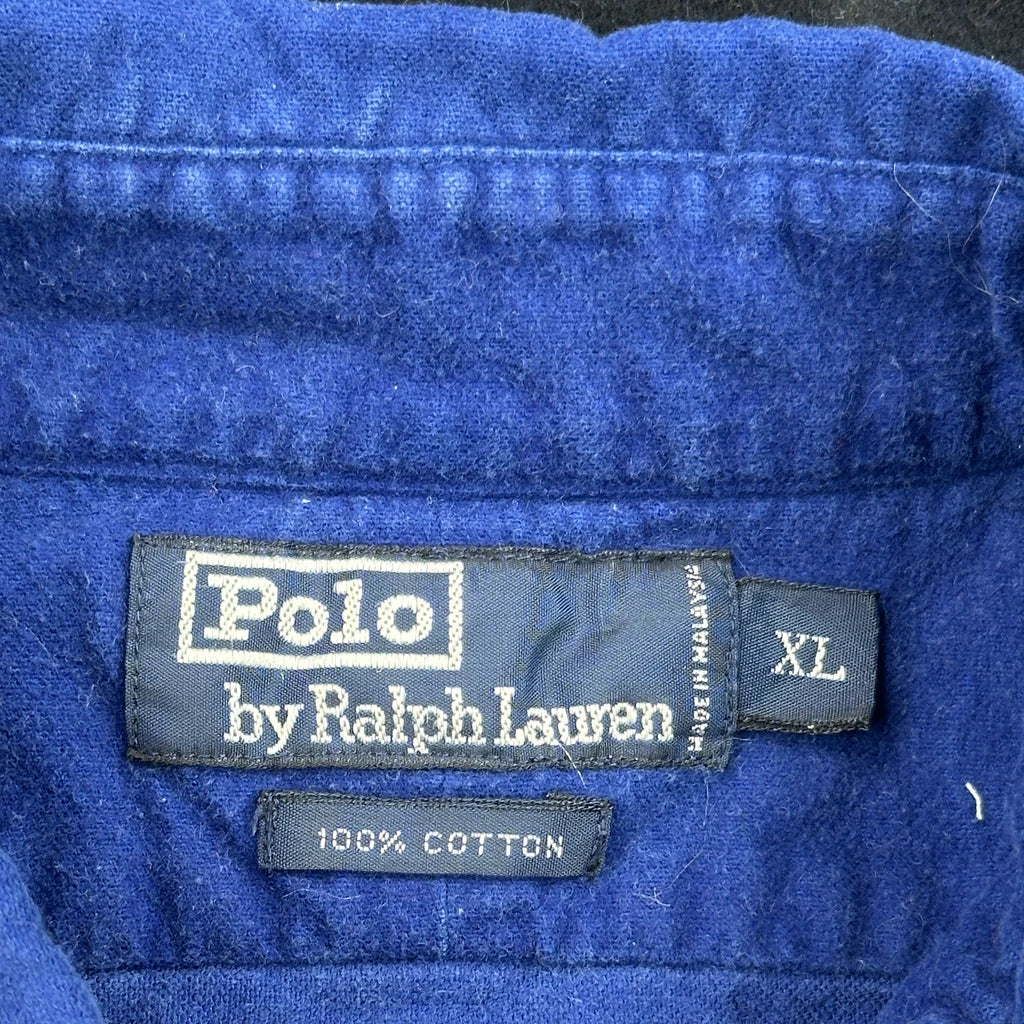 Polo
by Ralph Lauren
MADE IN MALAYSIA
XL
100% COTTON